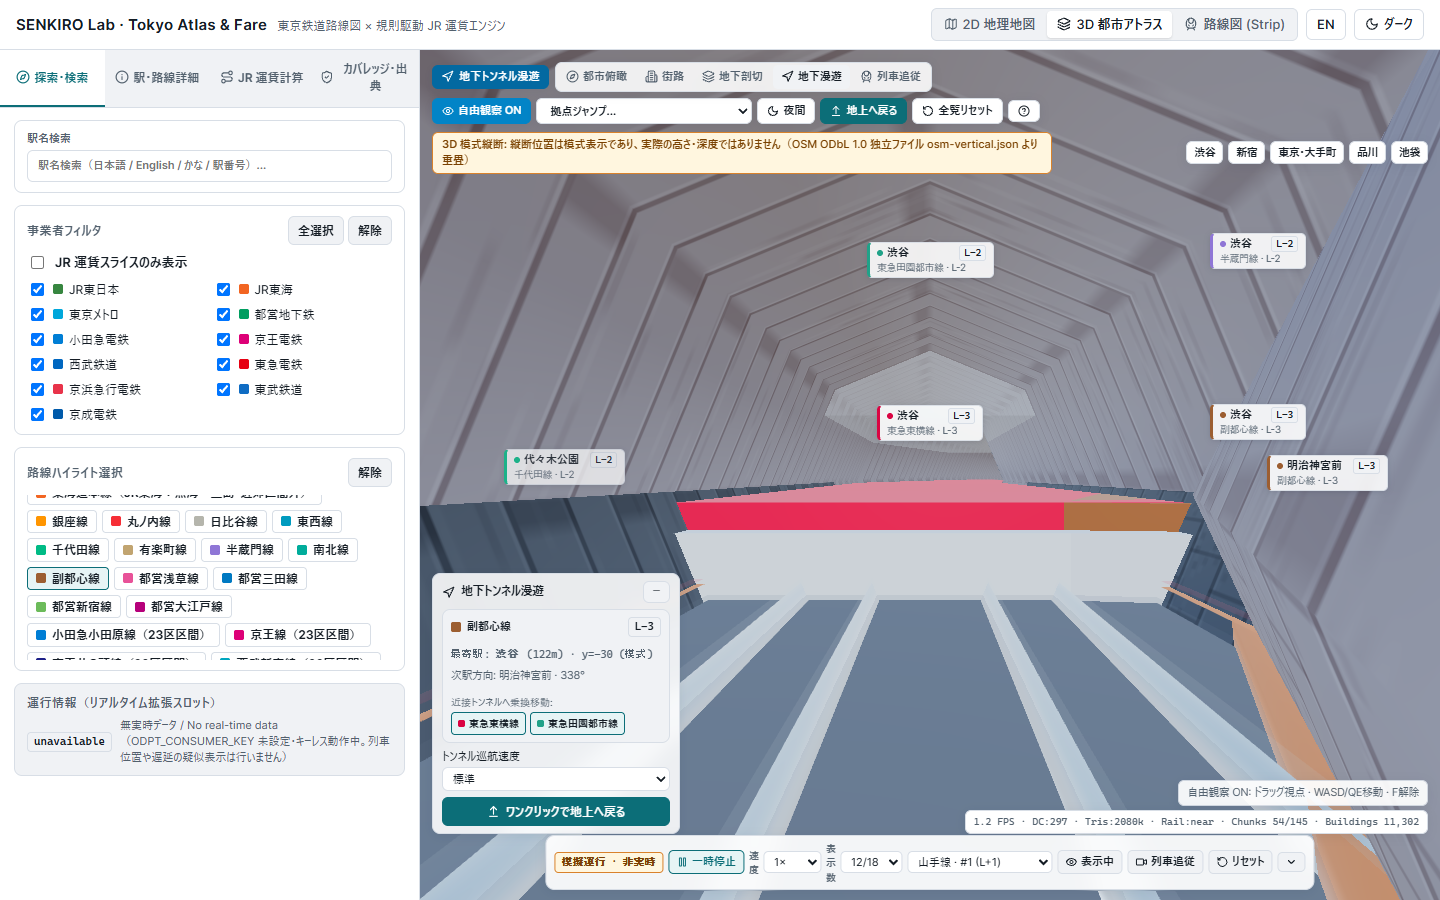 SENKIRO Lab · Tokyo Atlas & Fare 東京鉄道路線図 × 規則駆動 JR 運賃エンジン
2D 地理地図 3D 都市アトラス 路線図 (Strip) EN ダーク
探索・検索 駅・路線詳細 JR 運賃計算 カバレッジ・出典
駅名検索
駅名検索（日本語 / English / かな / 駅番号）...
事業者フィルタ 全選択 解除
JR 運賃スライスのみ表示
JR東日本 JR東海
東京メトロ 都営地下鉄
小田急電鉄 京王電鉄
西武鉄道 東急電鉄
京浜急行電鉄 東武鉄道
京成電鉄
路線ハイライト選択 解除
銀座線 丸ノ内線 日比谷線 東西線
千代田線 有楽町線 半蔵門線 南北線
副都心線 都営浅草線 都営三田線
都営新宿線 都営大江戸線
小田急小田原線（23区区間） 京王線（23区区間）
運行情報（リアルタイム拡張スロット）
unavailable
無実時データ / No real-time data
（ODPT_CONSUMER_KEY 未設定・キーレス動作中。列車
位置や遅延の疑似表示は行いません）
地下トンネル漫遊 都市俯瞰 街路 地下剖切 地下漫遊 列車追従
自由観察 ON 拠点ジャンプ... 夜間 地上へ戻る 全覧リセット
3D 模式縦断: 縦断位置は模式表示であり、実際の高さ・深度ではありません（OSM ODbL 1.0 独立ファイル osm-vertical.json より
重畳）
渋谷 新宿 東京・大手町 品川 池袋
渋谷 L-2
東急田園都市線 · L-2
渋谷 L-2
半蔵門線 · L-2
渋谷 L-3
東急東横線 · L-3
渋谷 L-3
副都心線 · L-3
代々木公園 L-2
千代田線 · L-2
明治神宮前 L-3
副都心線 · L-3
地下トンネル漫遊 −
副都心線 L-3
最寄駅: 渋谷 (122m) · y=-30 (模式)
次駅方向: 明治神宮前 · 338°
近接トンネルへ乗換移動:
東急東横線 東急田園都市線
トンネル巡航速度
標準
ワンクリックで地上へ戻る
自由観察 ON: ドラッグ視点 · WASD/QE移動 · F解除
1.2 FPS · DC:297 · Tris:2080k · Rail:near · Chunks 54/145 · Buildings 11,302
模擬運行 · 非実時 一時停止 速度 1× 表示数 12/18 山手線 · #1 (L+1) 表示中 列車追従 リセット